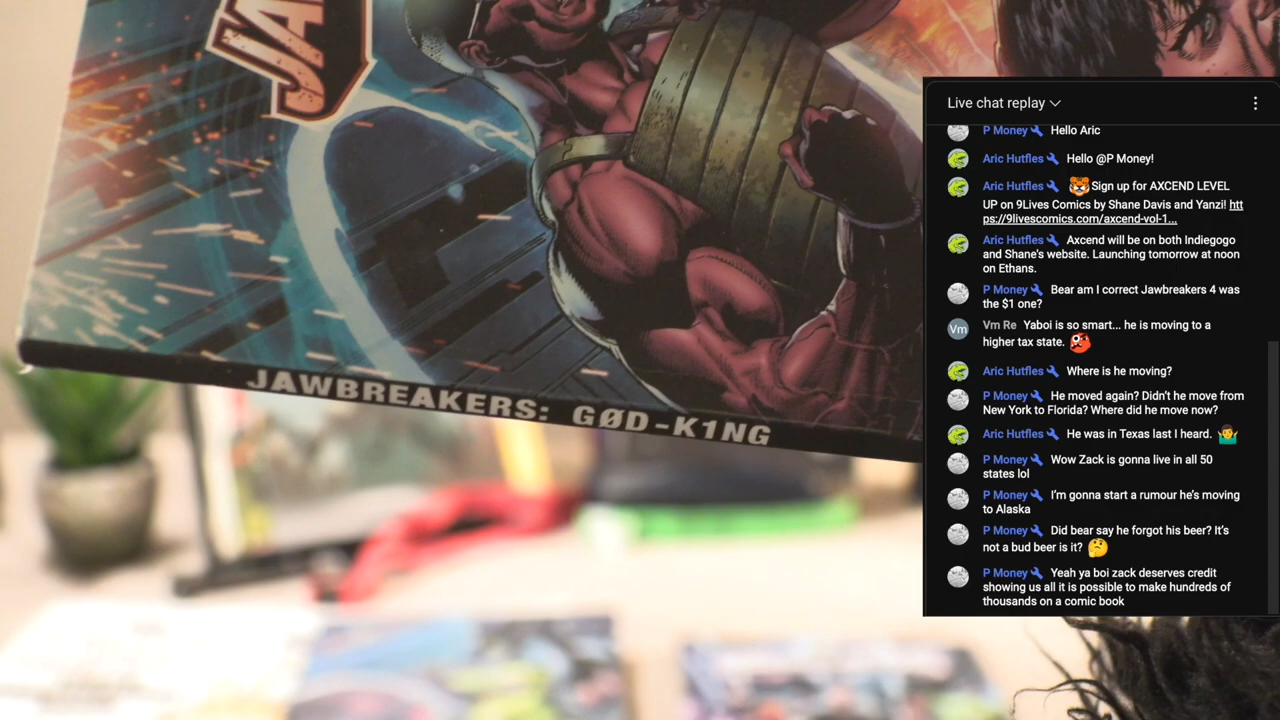 JA
JAWBREAKERS: GØD-K1NG
Live chat replay
P Money Hello Aric
Aric Hutfles Hello @P Money!
Aric Hutfles 🐯Sign up for AXCEND LEVEL
UP on 9Lives Comics by Shane Davis and Yanzi! htt
ps://9livescomics.com/axcend-vol-1...
Aric Hutfles Axcend will be on both Indiegogo
and Shane's website. Launching tomorrow at noon
on Ethans.
P Money Bear am I correct Jawbreakers 4 was
the $1 one?
Vm
Vm Re Yaboi is so smart... he is moving to a
higher tax state.
Aric Hutfles Where is he moving?
P Money He moved again? Didn't he move from
New York to Florida? Where did he move now?
Aric Hutfles He was in Texas last I heard. 🤷‍♂️
P Money Wow Zack is gonna live in all 50
states lol
P Money I'm gonna start a rumour he's moving
to Alaska
P Money Did bear say he forgot his beer? It's
not a bud beer is it? 🤔
P Money Yeah ya boi zack deserves credit
showing us all it is possible to make hundreds of
thousands on a comic book